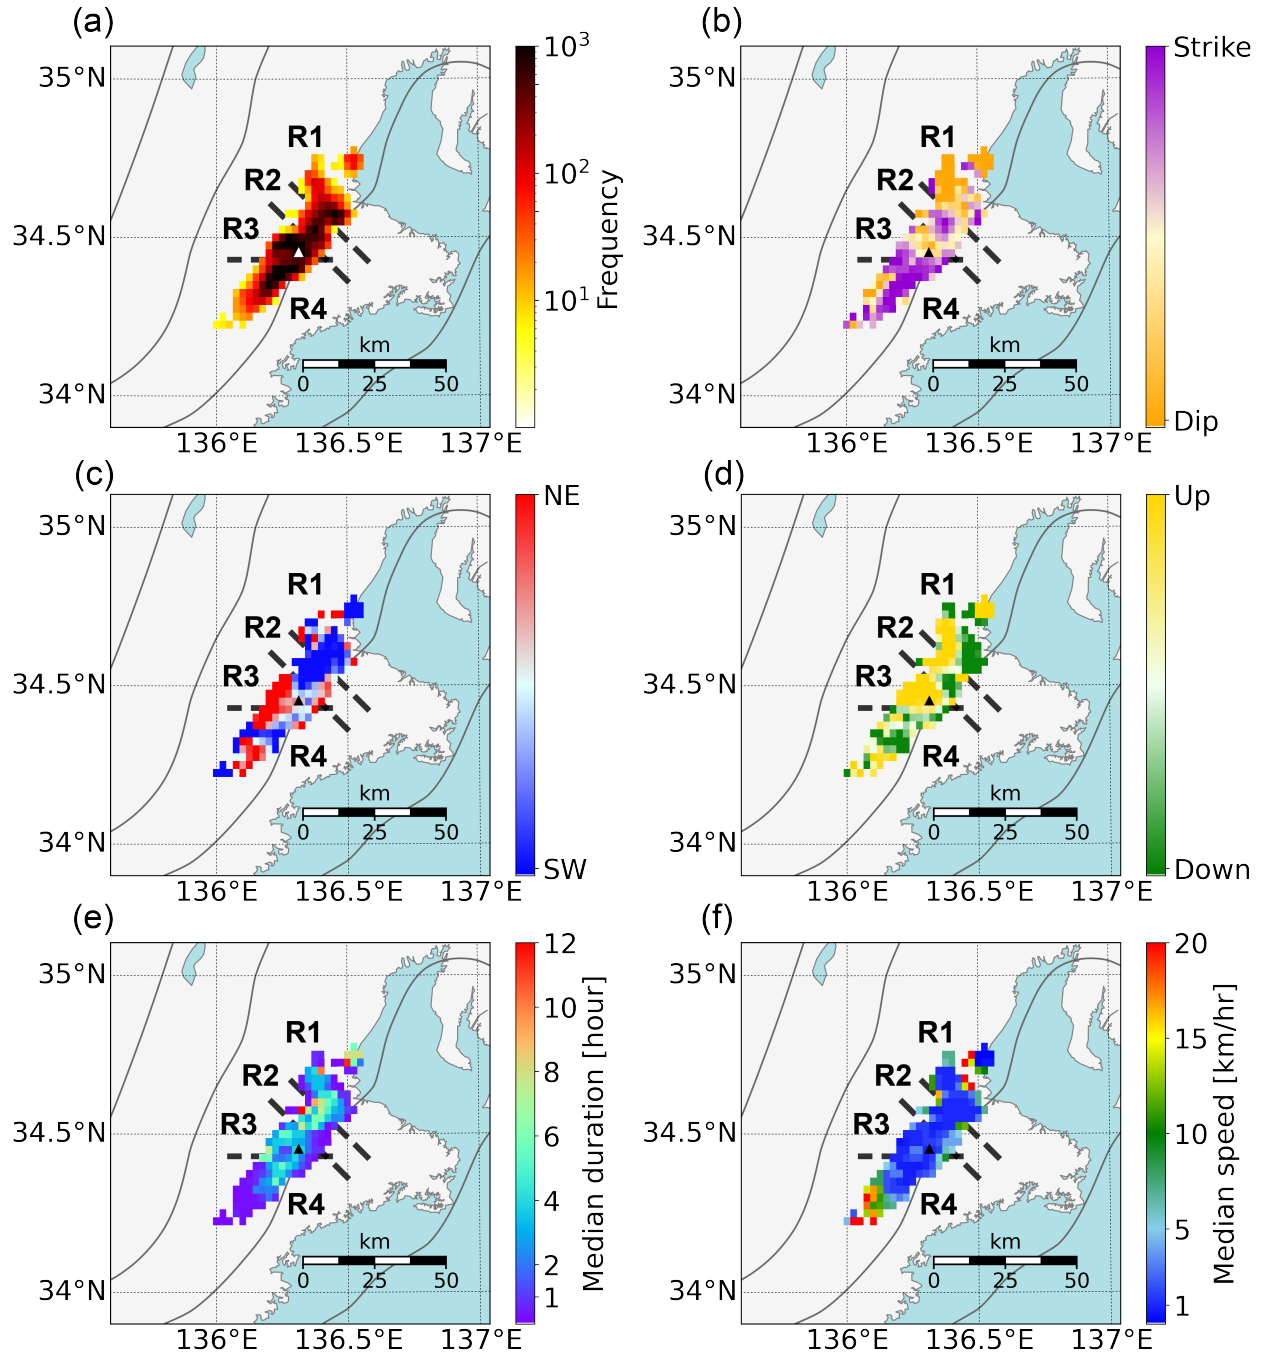 (a)
35°N
34.5°N
34°N
136°E 136.5°E 137°E
R1
R2
R3
R4
km
0 25 50
10³
10²
10¹
Frequency
(b)
R1
R2
R3
R4
km
0 25 50
136°E 136.5°E 137°E
Strike
Dip
(c)
35°N
34.5°N
34°N
136°E 136.5°E 137°E
R1
R2
R3
R4
km
0 25 50
NE
SW
(d)
35°N
34.5°N
34°N
136°E 136.5°E 137°E
R1
R2
R3
R4
km
0 25 50
Up
Down
(e)
35°N
34.5°N
34°N
136°E 136.5°E 137°E
R1
R2
R3
R4
km
0 25 50
12
10
8
6
4
2
1
Median duration [hour]
(f)
35°N
34.5°N
34°N
136°E 136.5°E 137°E
R1
R2
R3
R4
km
0 25 50
20
15
10
5
1
Median speed [km/hr]